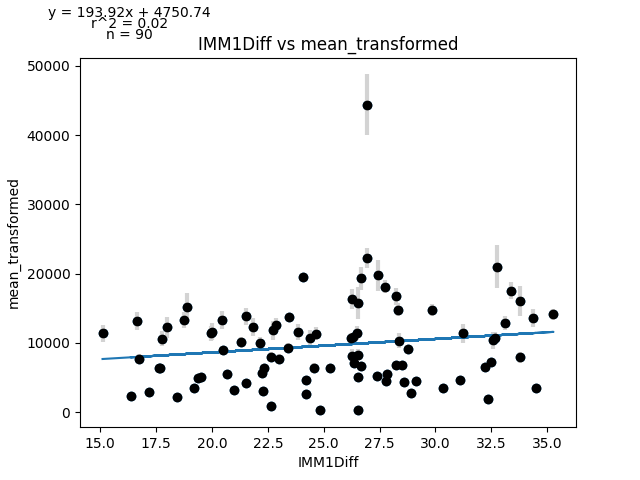 y = 193.92x + 4750.74
r^2 = 0.02
n = 90
IMM1Diff vs mean_transformed
50000
40000
30000
20000
10000
0
mean_transformed
15.0 17.5 20.0 22.5 25.0 27.5 30.0 32.5 35.0
IMM1Diff